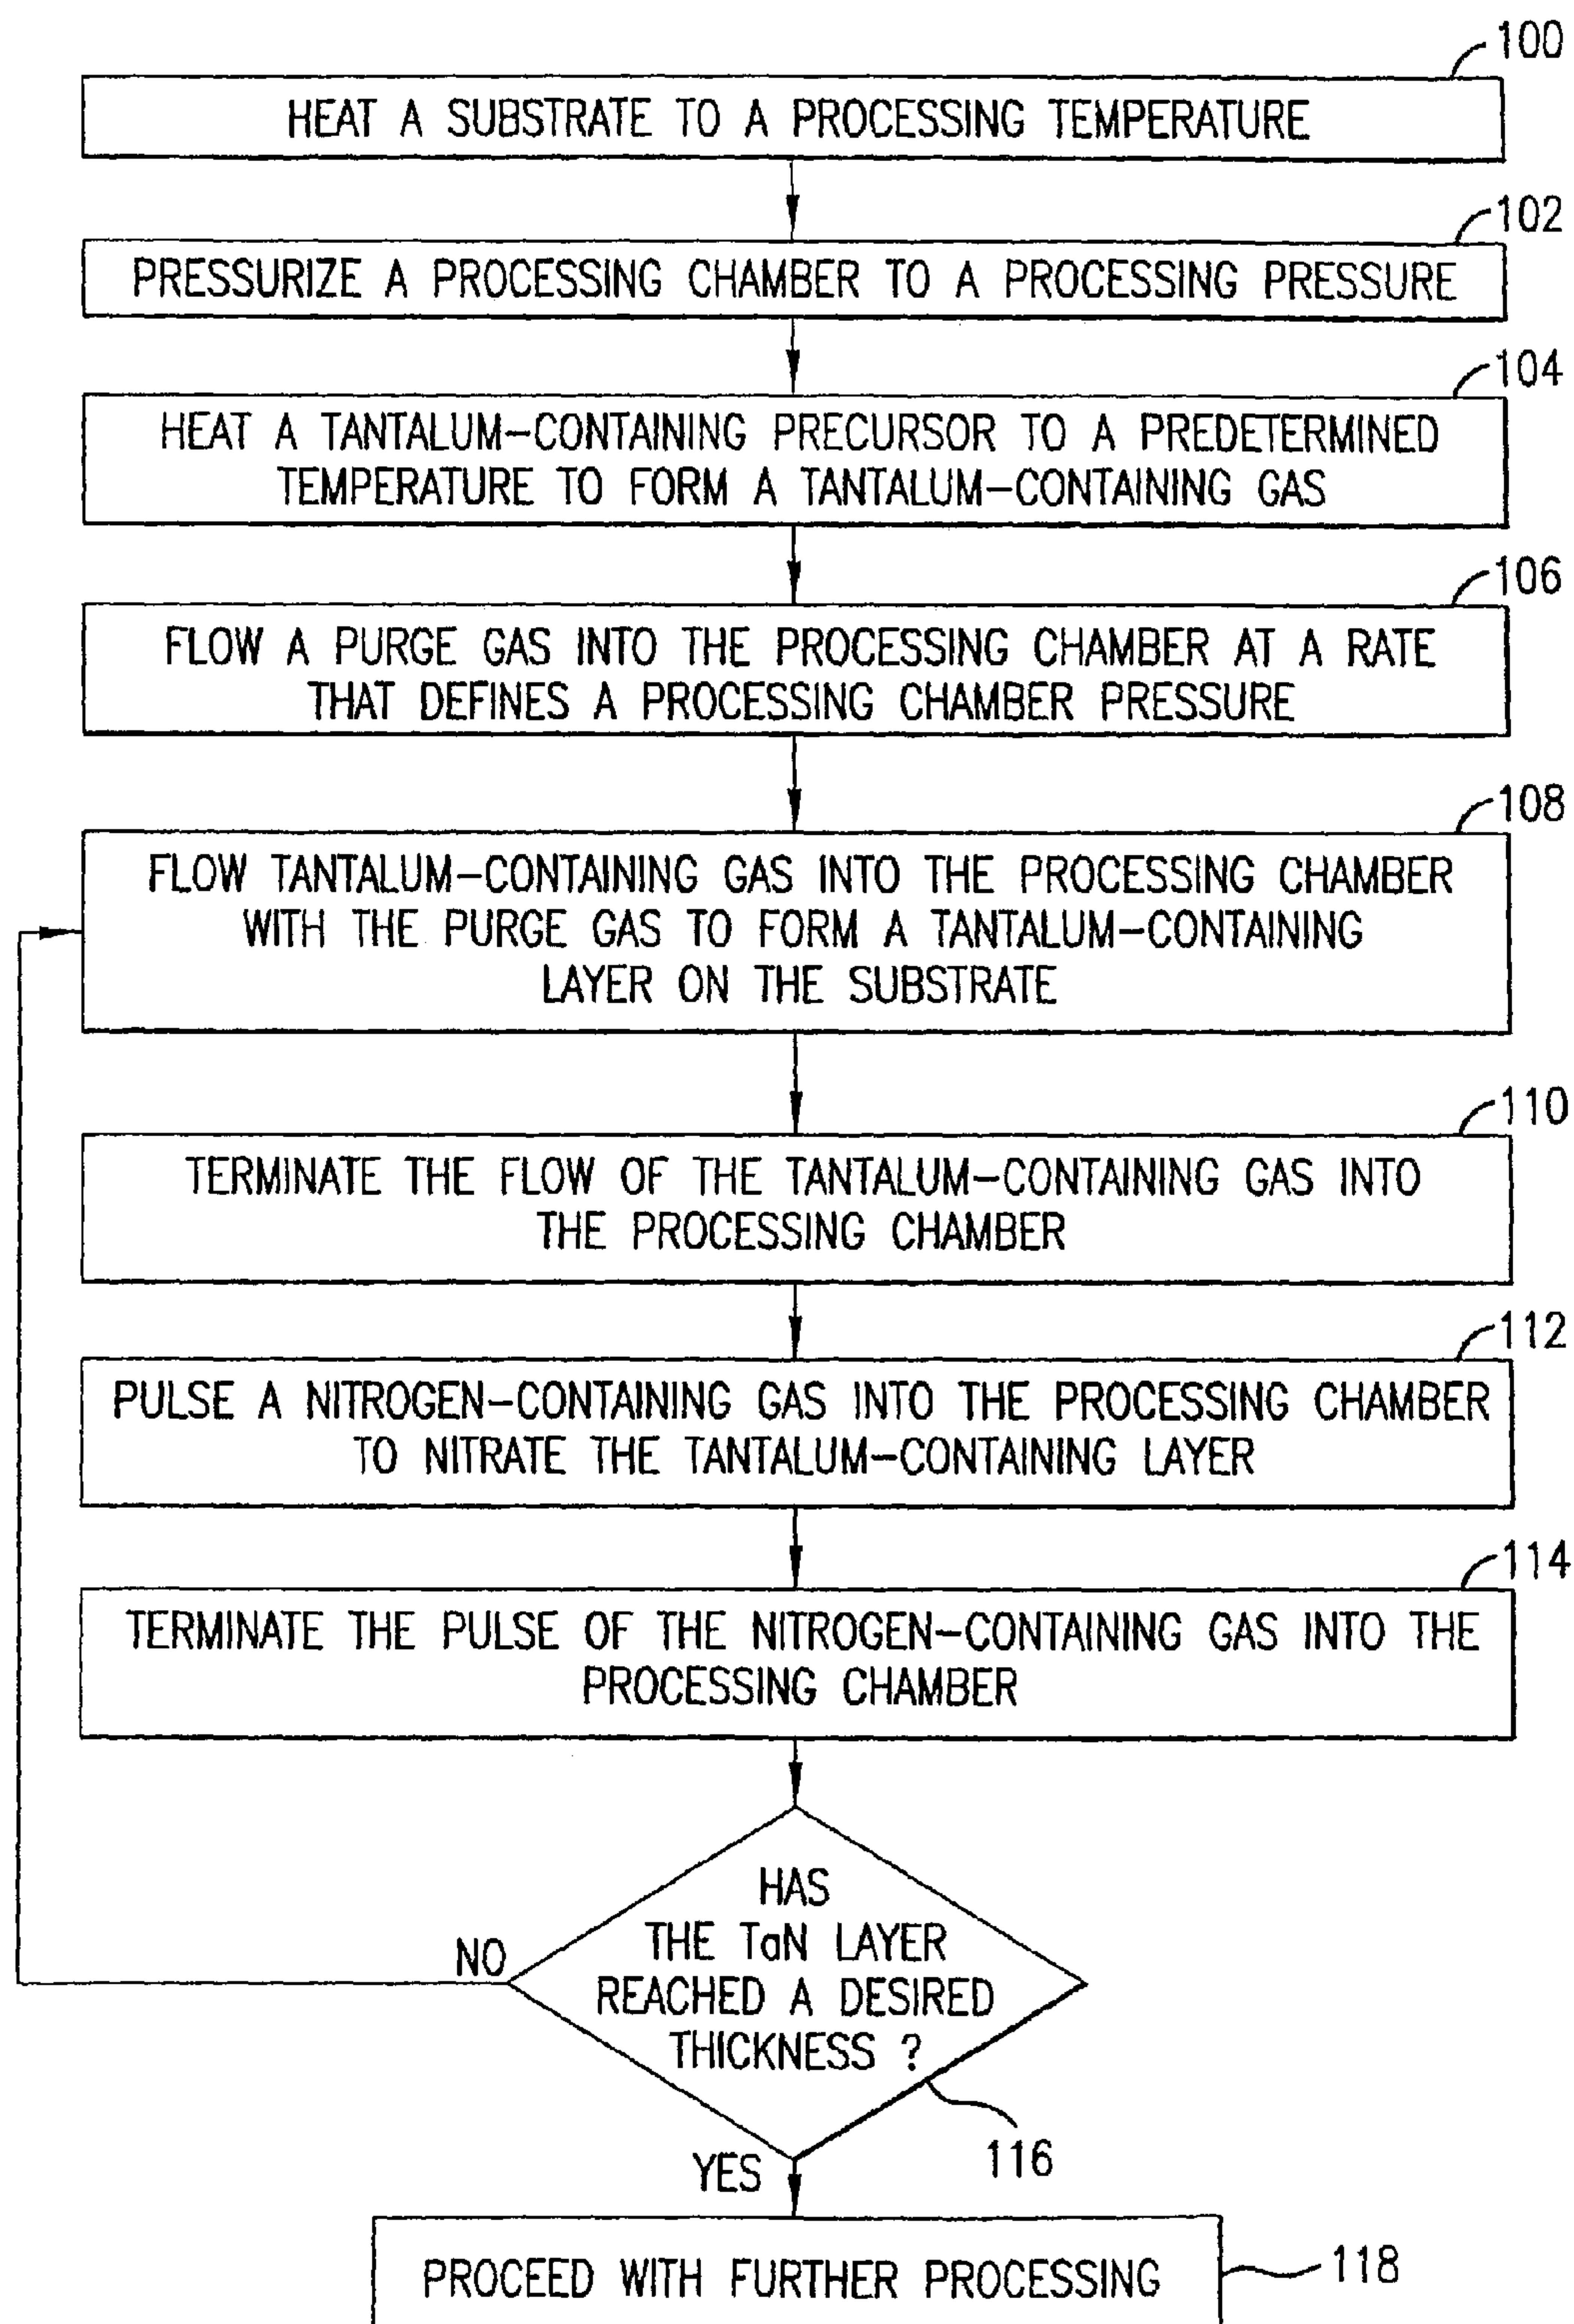 100
HEAT A SUBSTRATE TO A PROCESSING TEMPERATURE
102
PRESSURIZE A PROCESSING CHAMBER TO A PROCESSING PRESSURE
104
HEAT A TANTALUM-CONTAINING PRECURSOR TO A PREDETERMINED
TEMPERATURE TO FORM A TANTALUM-CONTAINING GAS
106
FLOW A PURGE GAS INTO THE PROCESSING CHAMBER AT A RATE
THAT DEFINES A PROCESSING CHAMBER PRESSURE
108
FLOW TANTALUM-CONTAINING GAS INTO THE PROCESSING CHAMBER
WITH THE PURGE GAS TO FORM A TANTALUM-CONTAINING
LAYER ON THE SUBSTRATE
110
TERMINATE THE FLOW OF THE TANTALUM-CONTAINING GAS INTO
THE PROCESSING CHAMBER
112
PULSE A NITROGEN-CONTAINING GAS INTO THE PROCESSING CHAMBER
TO NITRATE THE TANTALUM-CONTAINING LAYER
114
TERMINATE THE PULSE OF THE NITROGEN-CONTAINING GAS INTO THE
PROCESSING CHAMBER
HAS
THE TaN LAYER
REACHED A DESIRED
THICKNESS ?
NO
116
YES
PROCEED WITH FURTHER PROCESSING
118